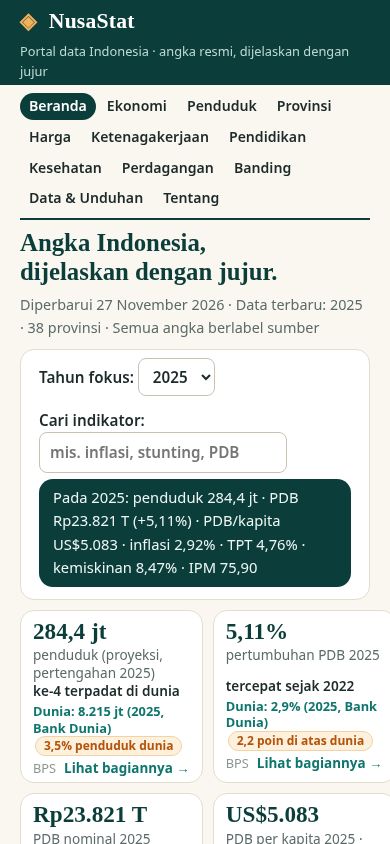 ◈ NusaStat
Portal data Indonesia · angka resmi, dijelaskan dengan
jujur
Beranda Ekonomi Penduduk Provinsi
Harga Ketenagakerjaan Pendidikan
Kesehatan Perdagangan Banding
Data & Unduhan Tentang
Angka Indonesia,
dijelaskan dengan jujur.
Diperbarui 27 November 2026 · Data terbaru: 2025
· 38 provinsi · Semua angka berlabel sumber
Tahun fokus: 2025
Cari indikator:
mis. inflasi, stunting, PDB
Pada 2025: penduduk 284,4 jt · PDB
Rp23.821 T (+5,11%) · PDB/kapita
US$5.083 · inflasi 2,92% · TPT 4,76% ·
kemiskinan 8,47% · IPM 75,90
284,4 jt
penduduk (proyeksi,
pertengahan 2025)
ke-4 terpadat di dunia
Dunia: 8.215 jt (2025,
Bank Dunia)
3,5% penduduk dunia
BPS Lihat bagiannya →
5,11%
pertumbuhan PDB 2025
tercepat sejak 2022
Dunia: 2,9% (2025, Bank
Dunia)
2,2 poin di atas dunia
BPS Lihat bagiannya →
Rp23.821 T
PDB nominal 2025
US$5.083
PDB per kapita 2025 ·